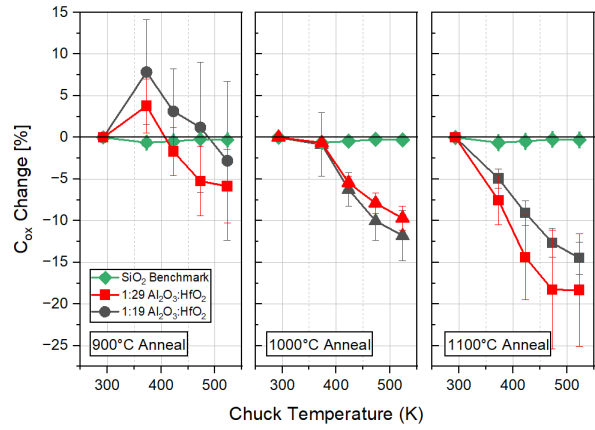 15
10
5
0
−5
−10
−15
−20
−25
Cox Change [%]
SiO2 Benchmark
1:29 Al2O3:HfO2
1:19 Al2O3:HfO2
900°C Anneal
1000°C Anneal
1100°C Anneal
300 400 500 300 400 500 300 400 500
Chuck Temperature (K)